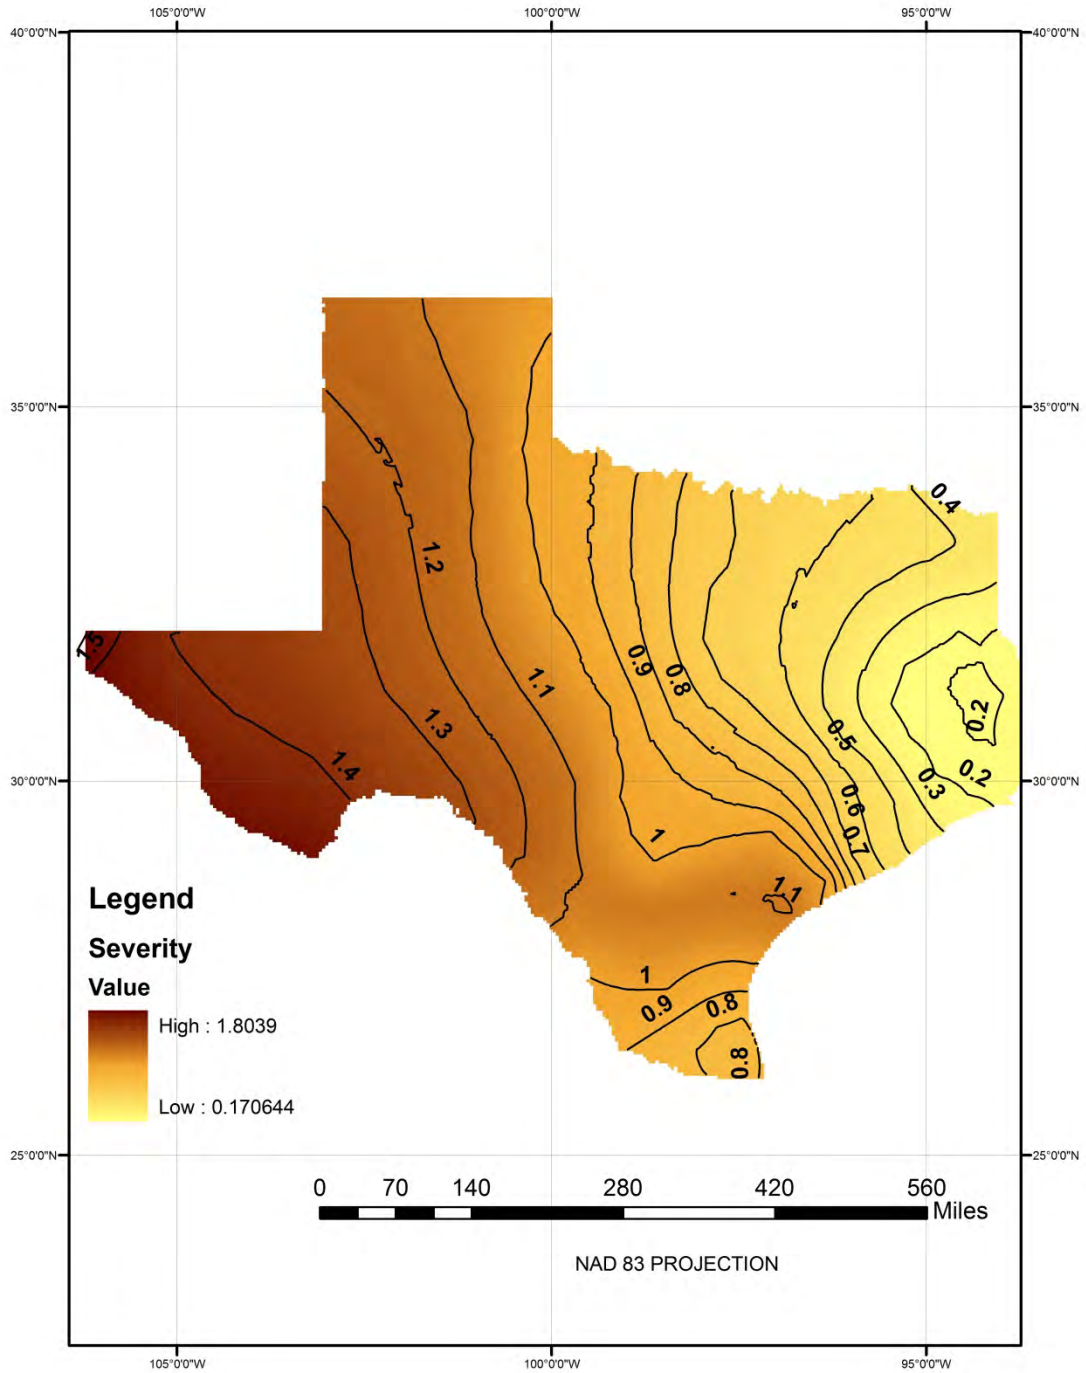 105°0'0"W 100°0'0"W 95°0'0"W
40°0'0"N 40°0'0"N
35°0'0"N 35°0'0"N
0.4
1.2
1.5
0.9
0.8
1.1
0.2
1.3
0.5
1.4
30°0'0"N 0.3 0.2 30°0'0"N
0.6
0.7
1
1.1
Legend
Severity
Value
High : 1.8039
Low : 0.170644
1
0.9
0.8
0.8
25°0'0"N 25°0'0"N
0 70 140 280 420 560
Miles
NAD 83 PROJECTION
105°0'0"W 100°0'0"W 95°0'0"W